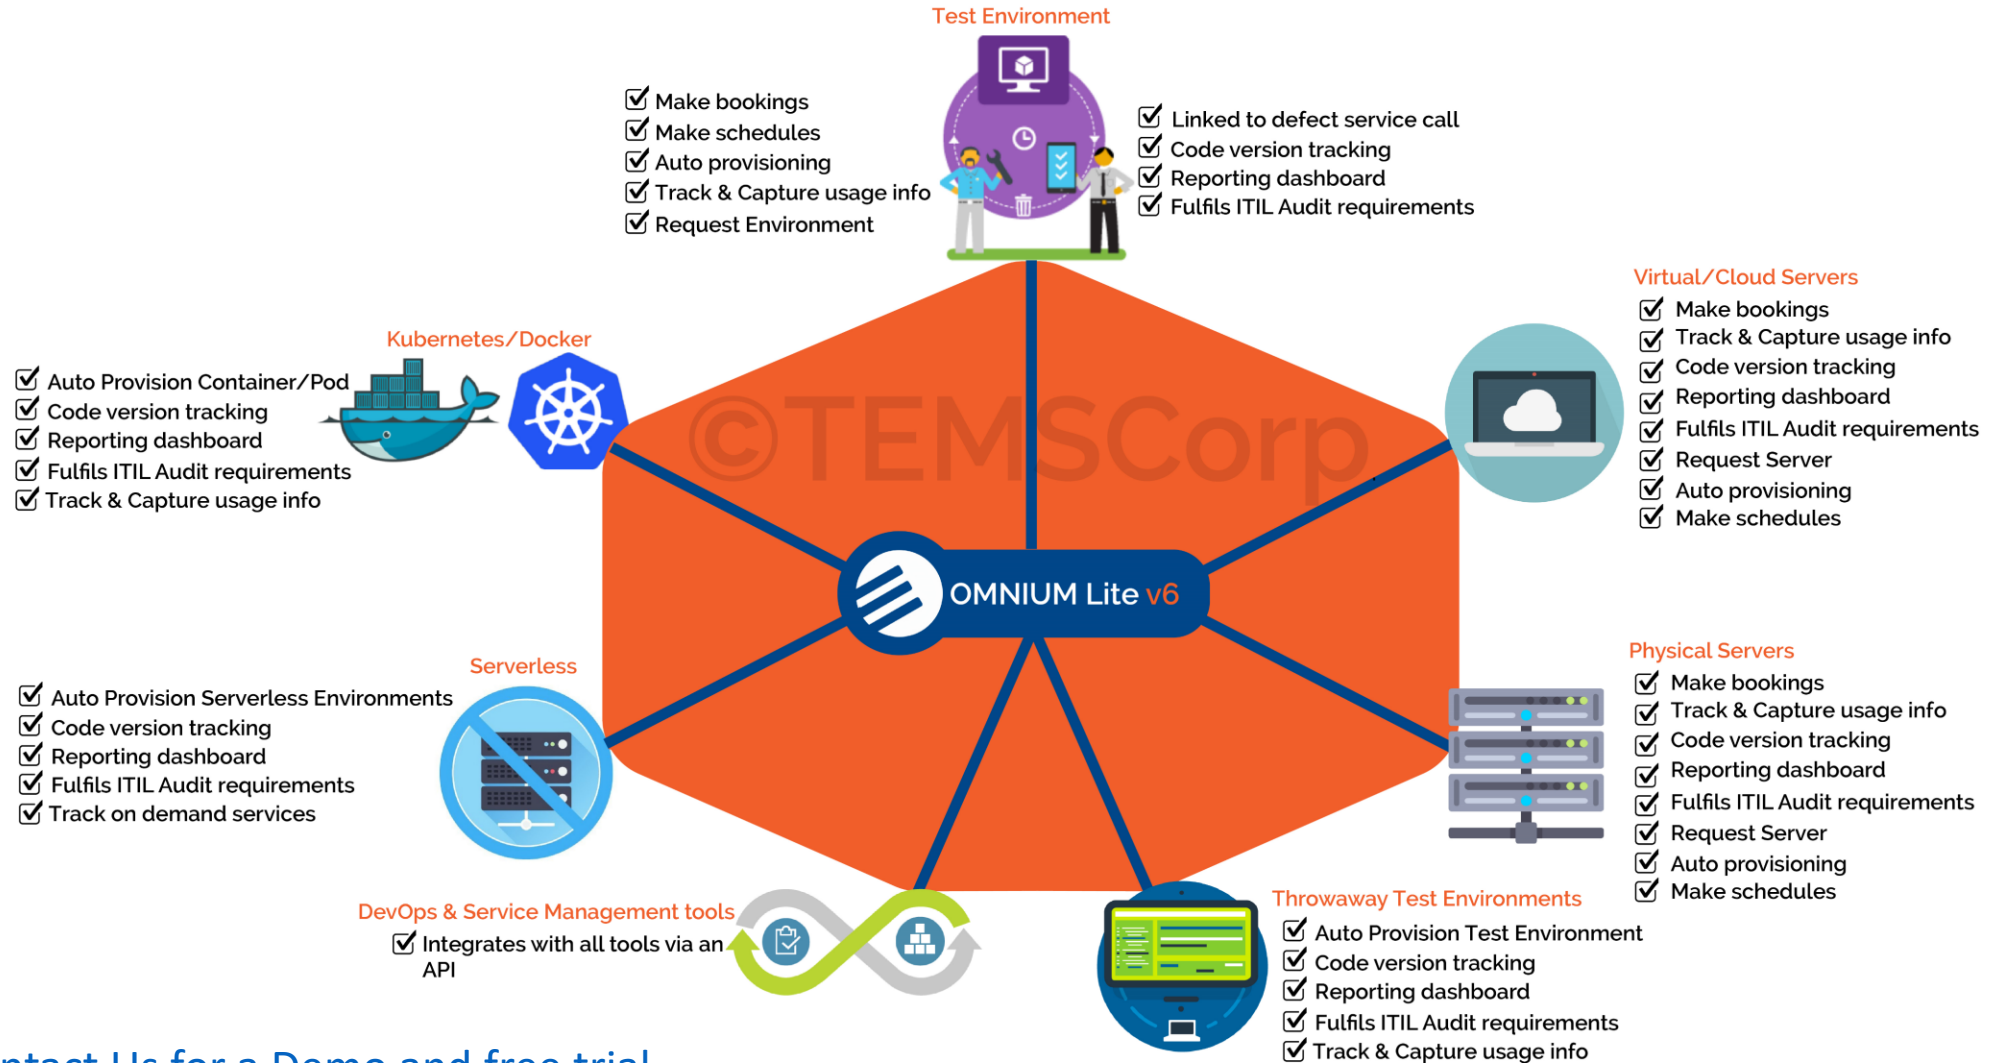 Test Environment
Make bookings
Make schedules
Auto provisioning
Track & Capture usage info
Request Environment
Linked to defect service call
Code version tracking
Reporting dashboard
Fulfils ITIL Audit requirements
Virtual/Cloud Servers
Make bookings
Track & Capture usage info
Code version tracking
Reporting dashboard
Fulfils ITIL Audit requirements
Request Server
Auto provisioning
Make schedules
Kubernetes/Docker
Auto Provision Container/Pod
Code version tracking
Reporting dashboard
Fulfils ITIL Audit requirements
Track & Capture usage info
©TEMSCorp
OMNIUM Lite v6
Serverless
Auto Provision Serverless Environments
Code version tracking
Reporting dashboard
Fulfils ITIL Audit requirements
Track on demand services
Physical Servers
Make bookings
Track & Capture usage info
Code version tracking
Reporting dashboard
Fulfils ITIL Audit requirements
Request Server
Auto provisioning
Make schedules
DevOps & Service Management tools
Integrates with all tools via an
API
Throwaway Test Environments
Auto Provision Test Environment
Code version tracking
Reporting dashboard
Fulfils ITIL Audit requirements
Track & Capture usage info
ntact Us for a Demo and free trial